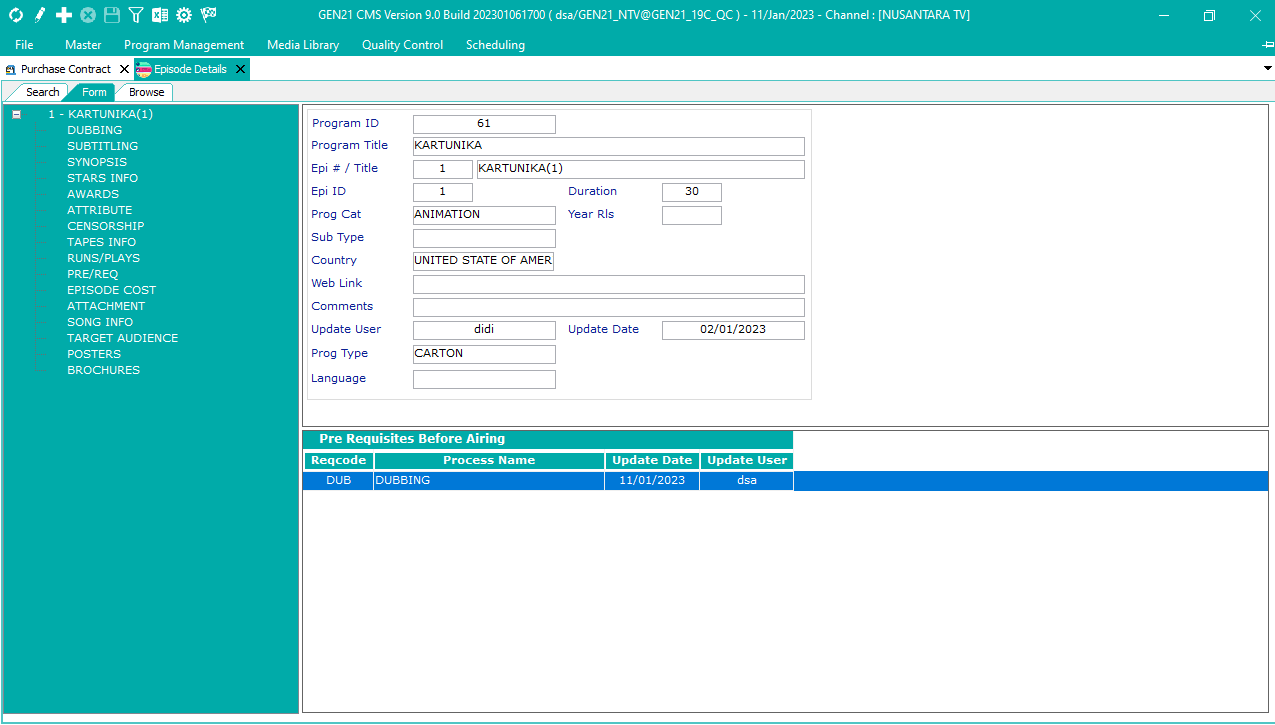 GEN21 CMS Version 9.0 Build 202301061700 ( dsa/GEN21_NTV@GEN21_19C_QC ) - 11/Jan/2023 - Channel : [NUSANTARA TV]
File Master Program Management Media Library Quality Control Scheduling
Purchase Contract Episode Details
Search Form Browse
1 - KARTUNIKA(1)
DUBBING
SUBTITLING
SYNOPSIS
STARS INFO
AWARDS
ATTRIBUTE
CENSORSHIP
TAPES INFO
RUNS/PLAYS
PRE/REQ
EPISODE COST
ATTACHMENT
SONG INFO
TARGET AUDIENCE
POSTERS
BROCHURES
Program ID 61
Program Title KARTUNIKA
Epi # / Title 1 KARTUNIKA(1)
Epi ID 1 Duration 30
Prog Cat ANIMATION Year Rls
Sub Type
Country UNITED STATE OF AMER
Web Link
Comments
Update User didi Update Date 02/01/2023
Prog Type CARTON
Language
Pre Requisites Before Airing
Reqcode Process Name Update Date Update User
DUB DUBBING 11/01/2023 dsa